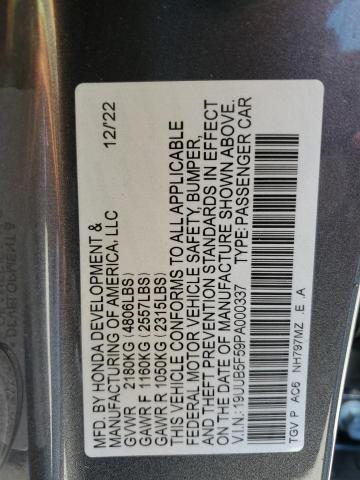 MFD. BY HONDA DEVELOPMENT &
MANUFACTURING OF AMERICA, LLC 12/22
GVWR 2180KG (4806LBS)
GAWR F 1160KG (2557LBS)
GAWR R 1050KG (2315LBS)
THIS VEHICLE CONFORMS TO ALL APPLICABLE
FEDERAL MOTOR VEHICLE SAFETY, BUMPER,
AND THEFT PREVENTION STANDARDS IN EFFECT
ON THE DATE OF MANUFACTURE SHOWN ABOVE.
V.I.N.: 19UUB5F59PA000337 TYPE: PASSENGER CAR
TGV P AC6 NH797MZ .E .A